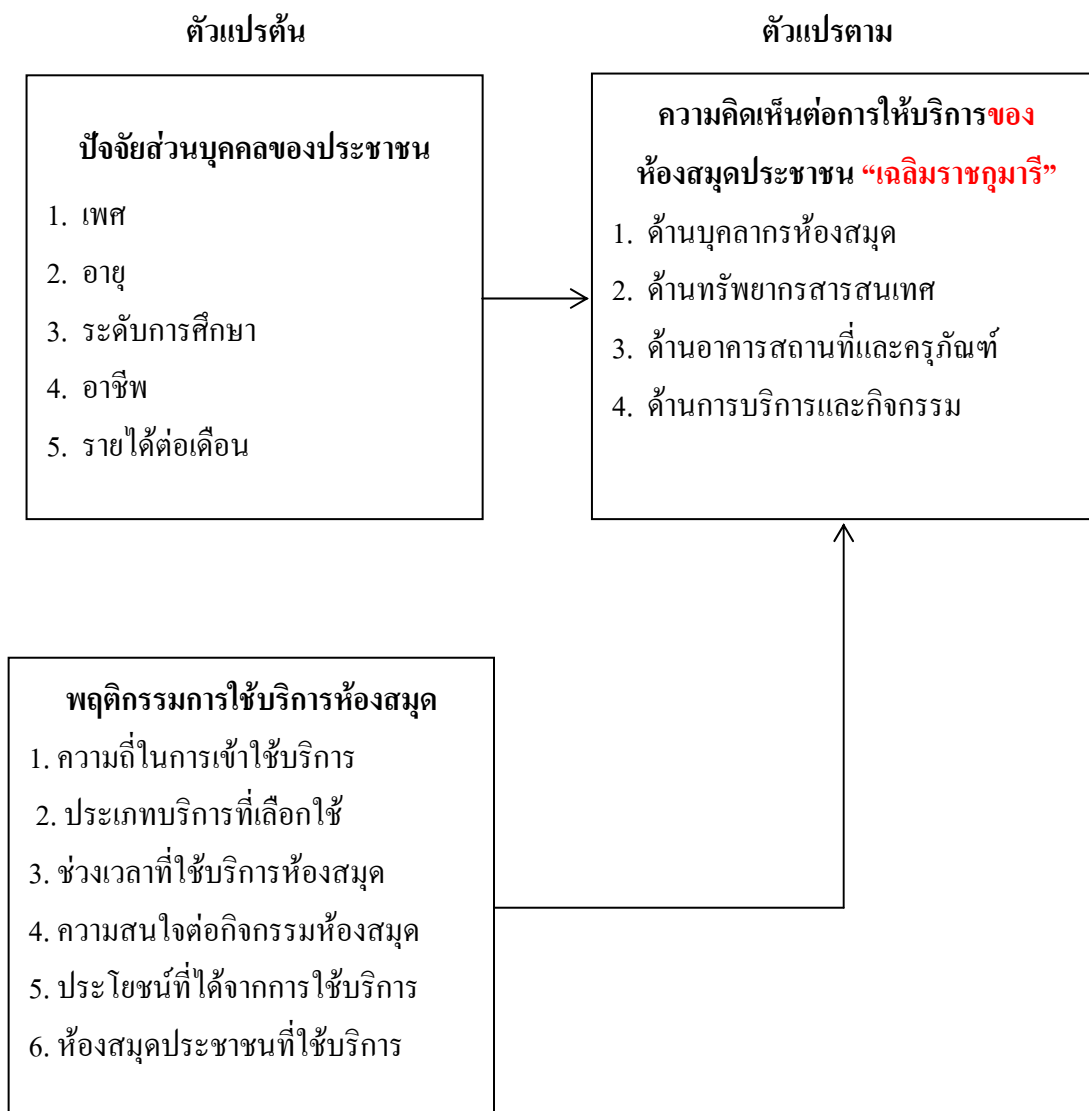 ตัวแปรต้น
ตัวแปรตาม
ปัจจัยส่วนบุคคลของประชาชน
1. เพศ
2. อายุ
3. ระดับการศึกษา
4. อาชีพ
5. รายได้ต่อเดือน
ความคิดเห็นต่อการให้บริการของ
ห้องสมุดประชาชน “เฉลิมราชกุมารี”
1. ด้านบุคลากรห้องสมุด
2. ด้านทรัพยากรสารสนเทศ
3. ด้านอาคารสถานที่และครุภัณฑ์
4. ด้านการบริการและกิจกรรม
พฤติกรรมการใช้บริการห้องสมุด
1. ความถี่ในการเข้าใช้บริการ
2. ประเภทบริการที่เลือกใช้
3. ช่วงเวลาที่ใช้บริการห้องสมุด
4. ความสนใจต่อกิจกรรมห้องสมุด
5. ประโยชน์ที่ได้จากการใช้บริการ
6. ห้องสมุดประชาชนที่ใช้บริการ